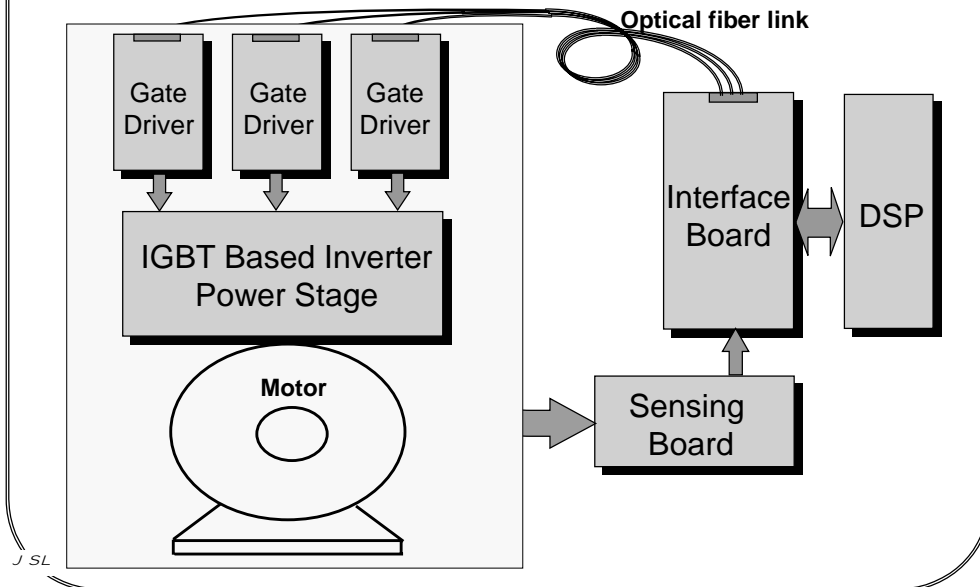 Optical fiber link
Gate
Driver
Gate
Driver
Gate
Driver
Interface
Board
DSP
IGBT Based Inverter
Power Stage
Motor
Sensing
Board
J SL